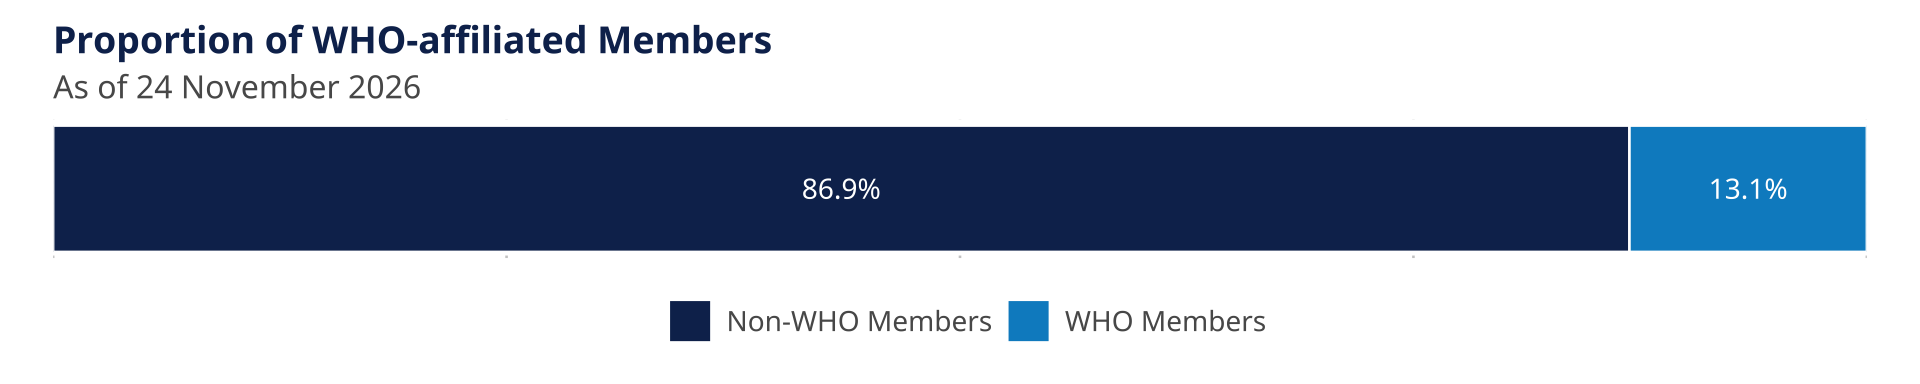 Proportion of WHO-affiliated Members
As of 24 November 2026
86.9% 13.1%
Non-WHO Members WHO Members